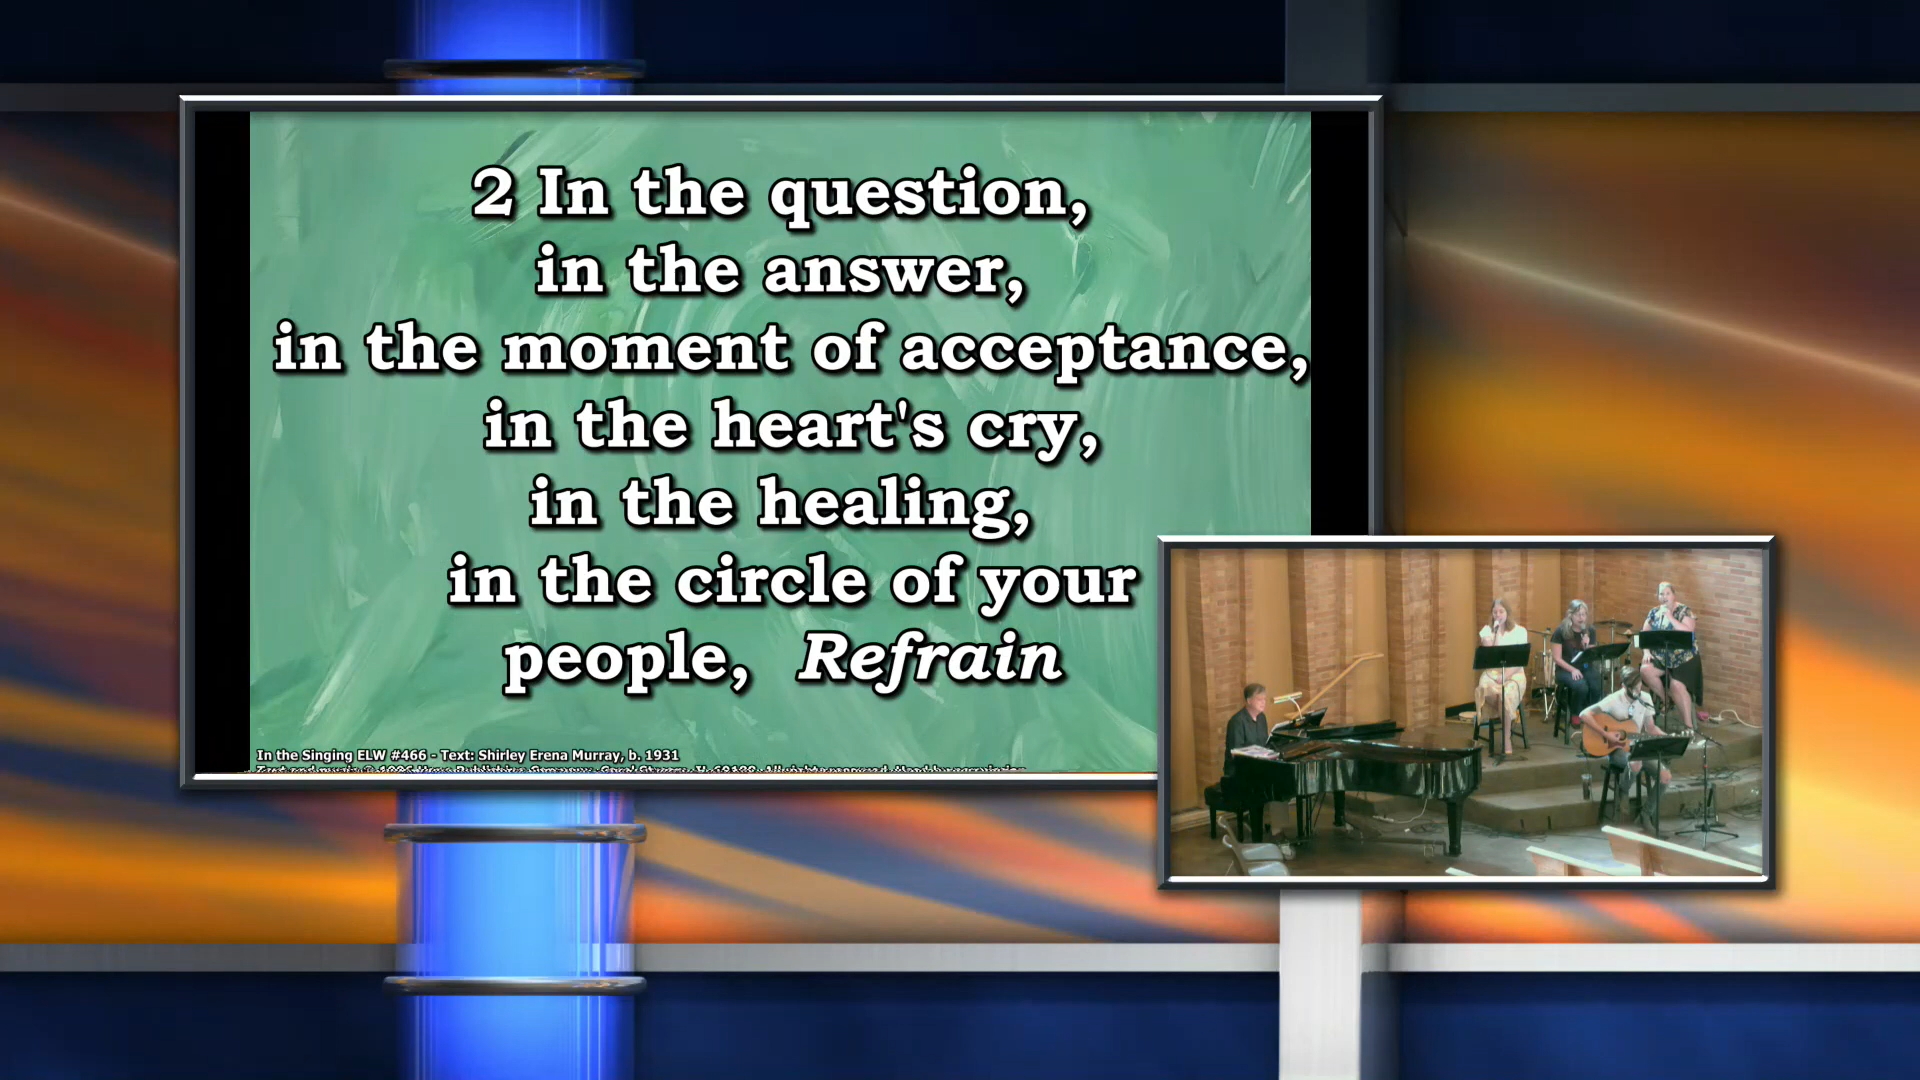 2 In the question,
in the answer,
in the moment of acceptance,
in the heart's cry,
in the healing,
in the circle of your
people, Refrain
In the Singing ELW #466 - Text: Shirley Erena Murray, b. 1931